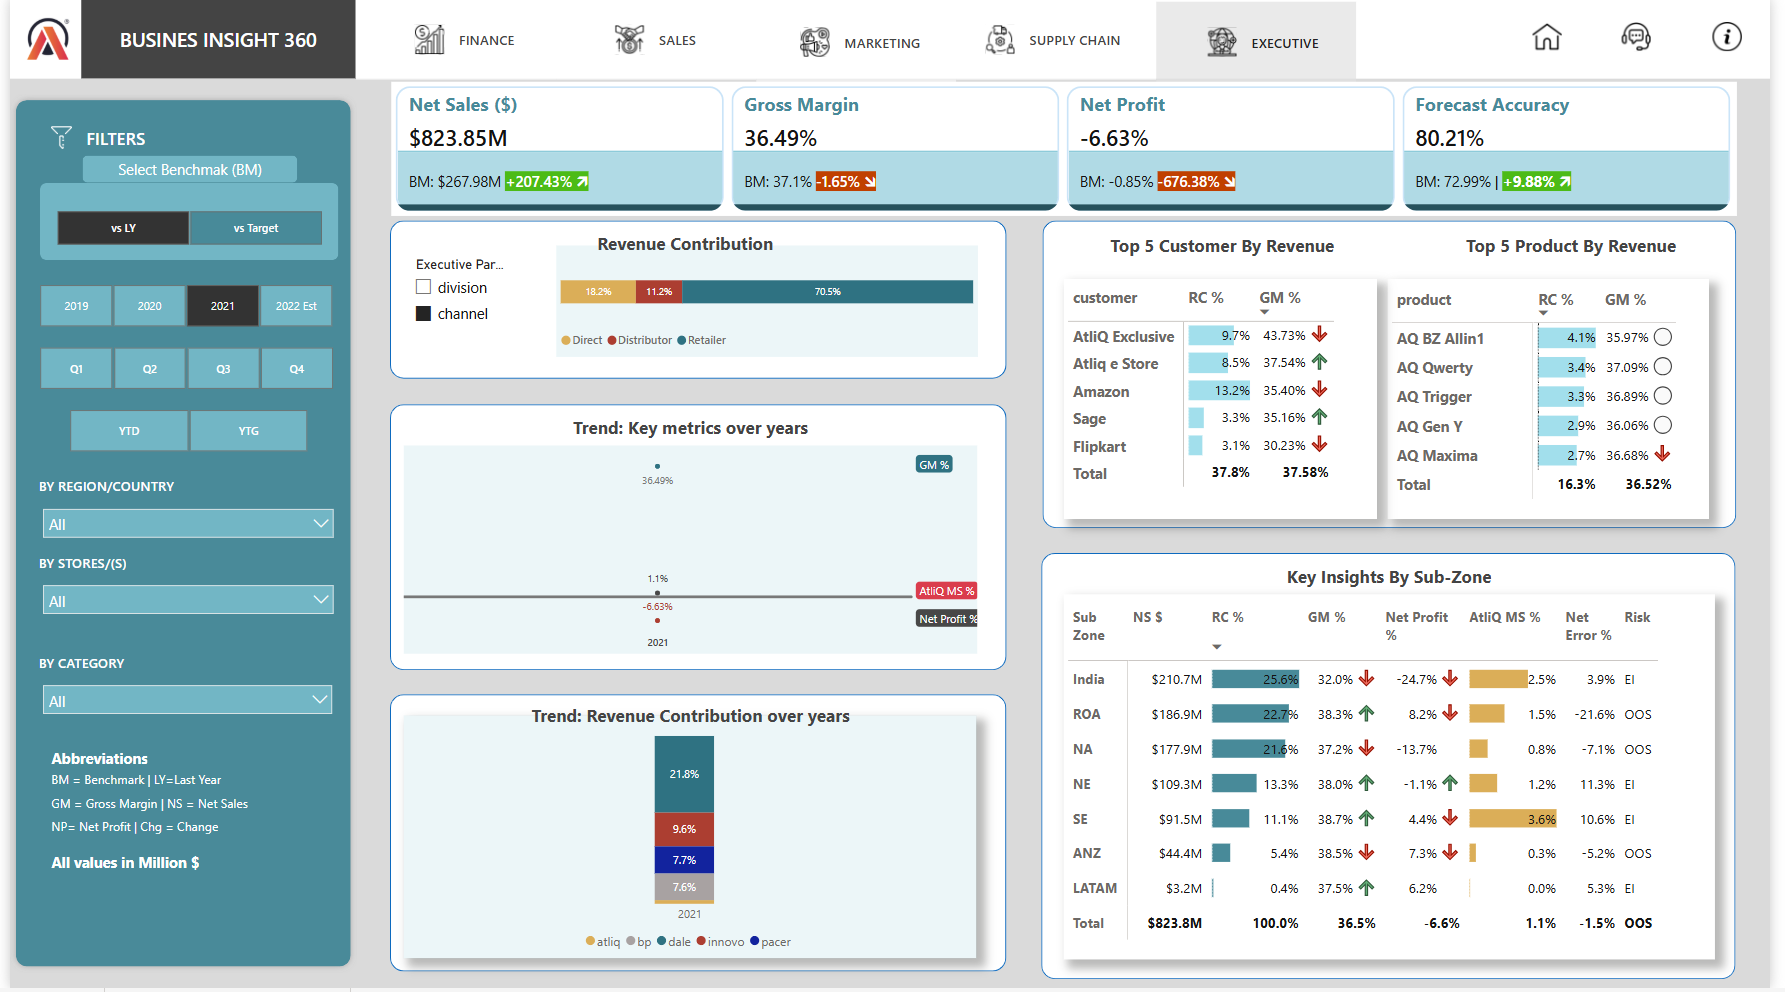 BUSINES INSIGHT 360
FINANCE
SALES
MARKETING
SUPPLY CHAIN
EXECUTIVE
FILTERS
Select Benchmak (BM)
vs LY
vs Target
2019
2020
2021
2022 Est
Q1
Q2
Q3
Q4
YTD
YTG
BY REGION/COUNTRY
All
BY STORES/(S)
All
BY CATEGORY
All
Abbreviations
BM = Benchmark | LY=Last Year
GM = Gross Margin | NS = Net Sales
NP= Net Profit | Chg = Change
All values in Million $
Net Sales ($)
$823.85M
BM: $267.98M +207.43%
Gross Margin
36.49%
BM: 37.1% -1.65%
Net Profit
-6.63%
BM: -0.85% -676.38%
Forecast Accuracy
80.21%
BM: 72.99% | +9.88%
Revenue Contribution
Executive Par...
division
channel
18.2% 11.2% 70.5%
Direct Distributor Retailer
Trend: Key metrics over years
GM %
36.49%
1.1%
AtliQ MS %
-6.63%
Net Profit %
2021
Trend: Revenue Contribution over years
21.8%
9.6%
7.7%
7.6%
2021
atliq bp dale innovo pacer
Top 5 Customer By Revenue
customer RC % GM %
AtliQ Exclusive 9.7% 43.73%
Atliq e Store 8.5% 37.54%
Amazon 13.2% 35.40%
Sage 3.3% 35.16%
Flipkart 3.1% 30.23%
Total 37.8% 37.58%
Top 5 Product By Revenue
product RC % GM %
AQ BZ Allin1 4.1% 35.97%
AQ Qwerty 3.4% 37.09%
AQ Trigger 3.3% 36.89%
AQ Gen Y 2.9% 36.06%
AQ Maxima 2.7% 36.68%
Total 16.3% 36.52%
Key Insights By Sub-Zone
Sub Zone NS $ RC % GM % Net Profit % AtliQ MS % Net Error % Risk
India $210.7M 25.6% 32.0% -24.7% 2.5% 3.9% EI
ROA $186.9M 22.7% 38.3% 8.2% 1.5% -21.6% OOS
NA $177.9M 21.6% 37.2% -13.7% 0.8% -7.1% OOS
NE $109.3M 13.3% 38.0% -1.1% 1.2% 11.3% EI
SE $91.5M 11.1% 38.7% 4.4% 3.6% 10.6% EI
ANZ $44.4M 5.4% 38.5% 7.3% 0.3% -5.2% OOS
LATAM $3.2M 0.4% 37.5% 6.2% 0.0% 5.3% EI
Total $823.8M 100.0% 36.5% -6.6% 1.1% -1.5% OOS